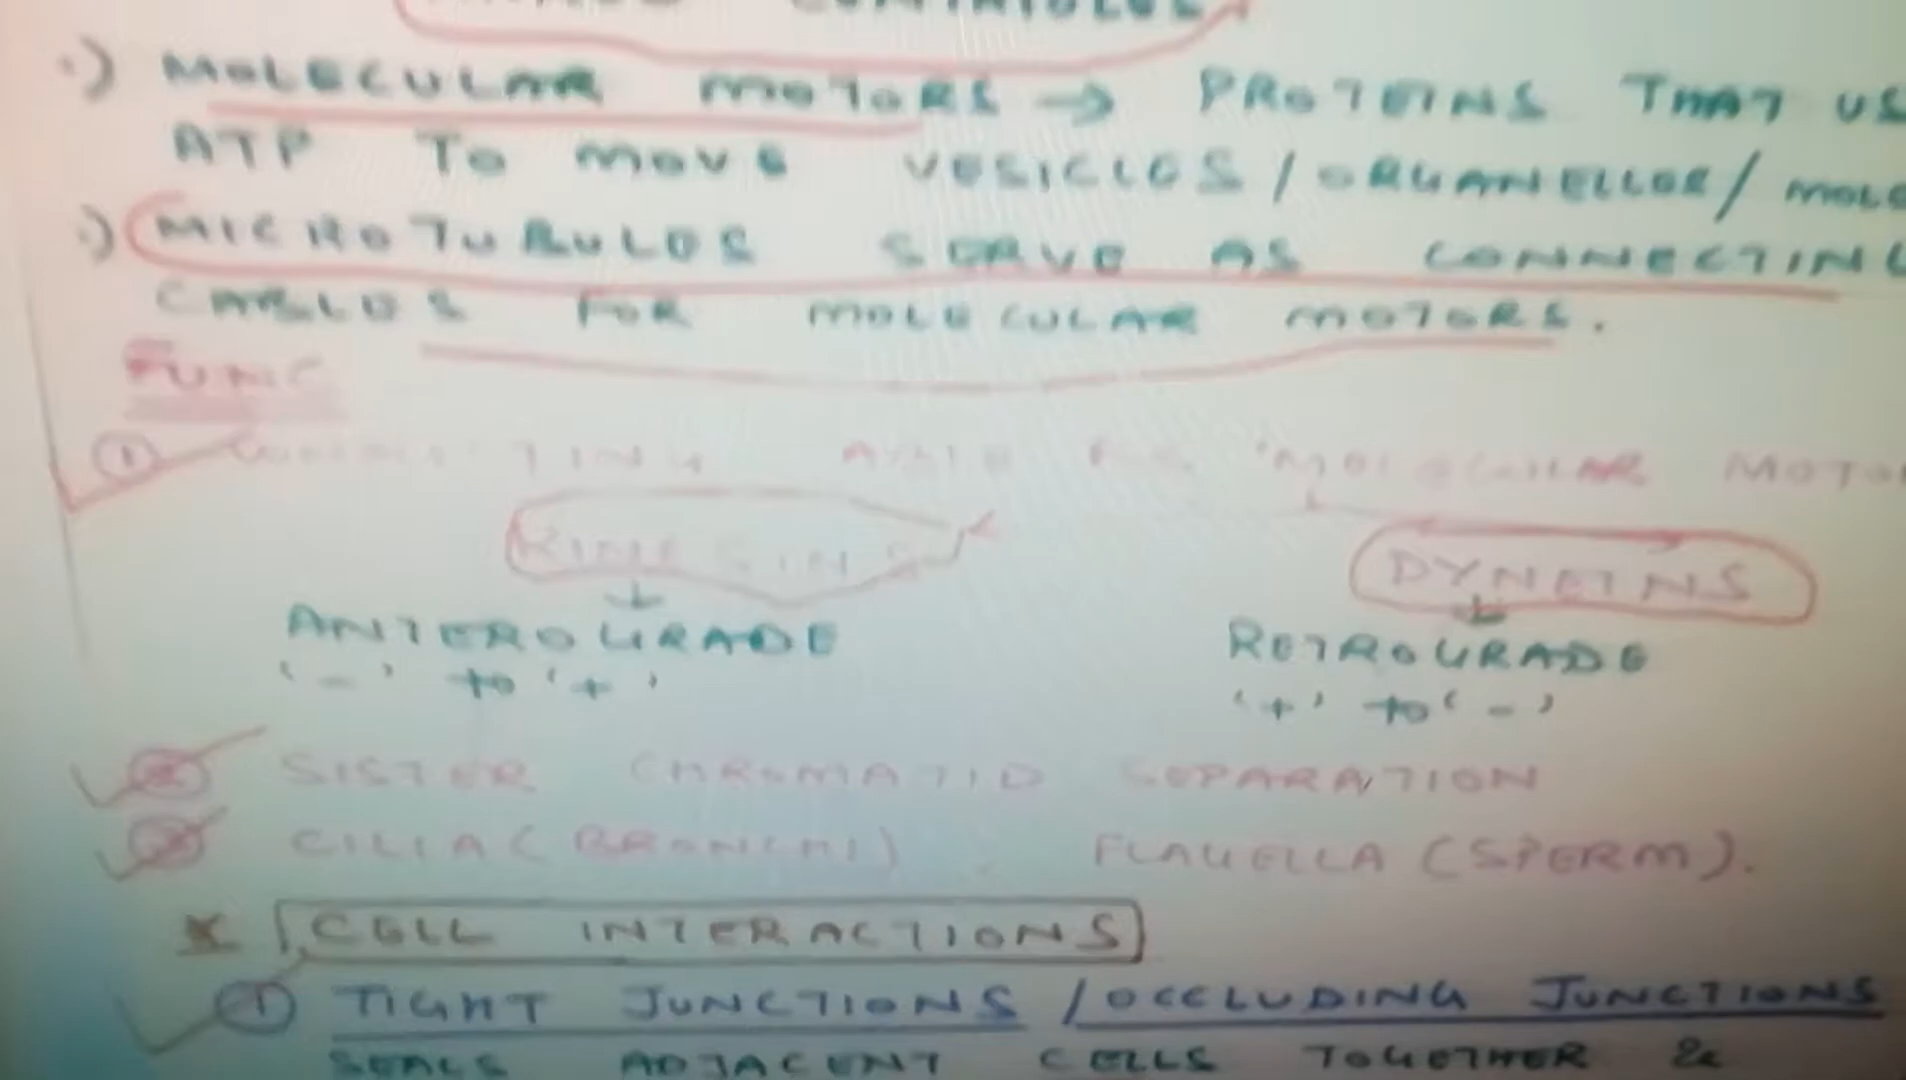 MOLECULAR MOTORS → PROTEINS THAT
ATP TO MOVE VESICLES / ORGANELLES /
MICROTUBULES SERVE AS CONNECTING
CABLES FOR MOLECULAR MOTORS.
FUNC
① MOLECULAR
KINESINS DYNEINS
ANTEROGRADE RETROGRADE
'-' to '+' '+' to '-'
② SISTER CHROMATID SEPARATION
③ CILIA (BRONCHI) FLAGELLA (SPERM).
CELL INTERACTIONS
① TIGHT JUNCTIONS / OCCLUDING JUNCTIONS
SEALS ADJACENT CELLS TOGETHER &